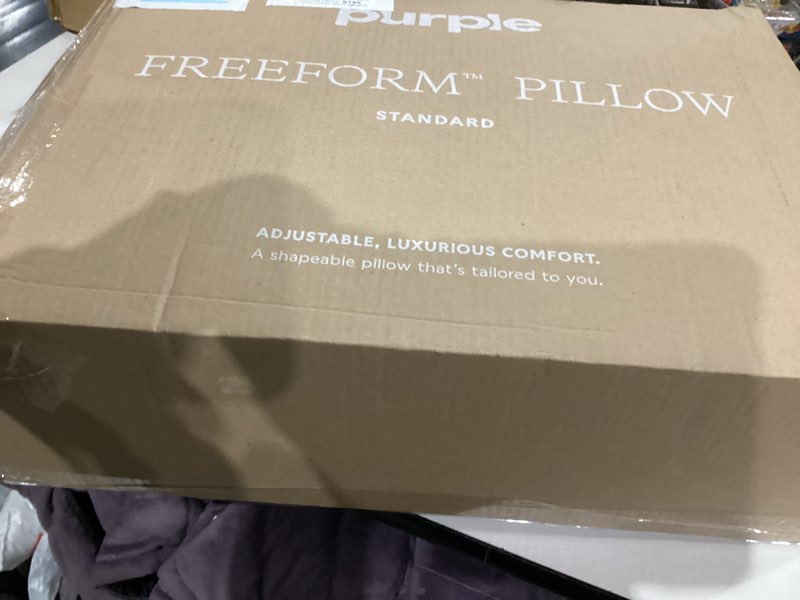 purple
FREEFORM™ PILLOW
STANDARD
ADJUSTABLE, LUXURIOUS COMFORT.
A shapeable pillow that's tailored to you.